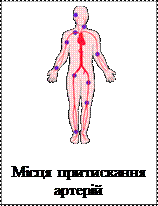 Місця притискання
артерій